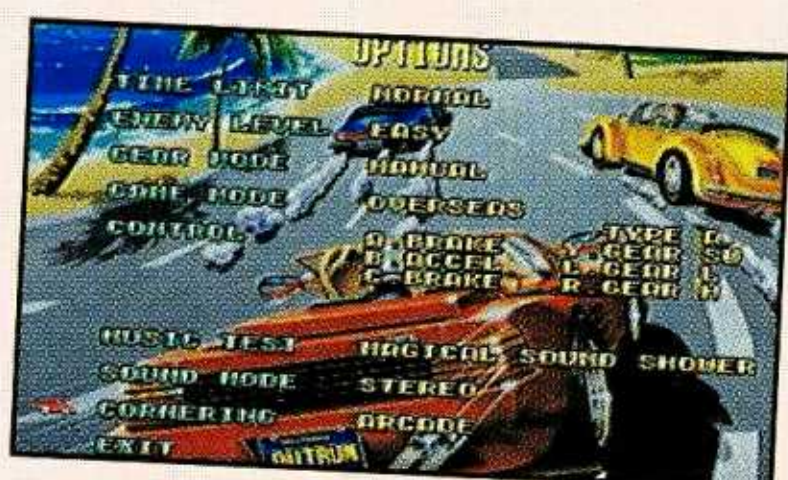 OPTIONS
TIME LIMIT NORMAL
ENEMY LEVEL EASY
GEAR MODE MANUAL
GAME MODE OVERSEAS
CONTROL TYPE
A BRAKE Y GEAR
B ACCEL L GEAR L
C BRAKE R GEAR H
MUSIC TEST MAGICAL SOUND SHOWER
SOUND MODE STEREO
CORNERING ARCADE
EXIT
OUTRUN